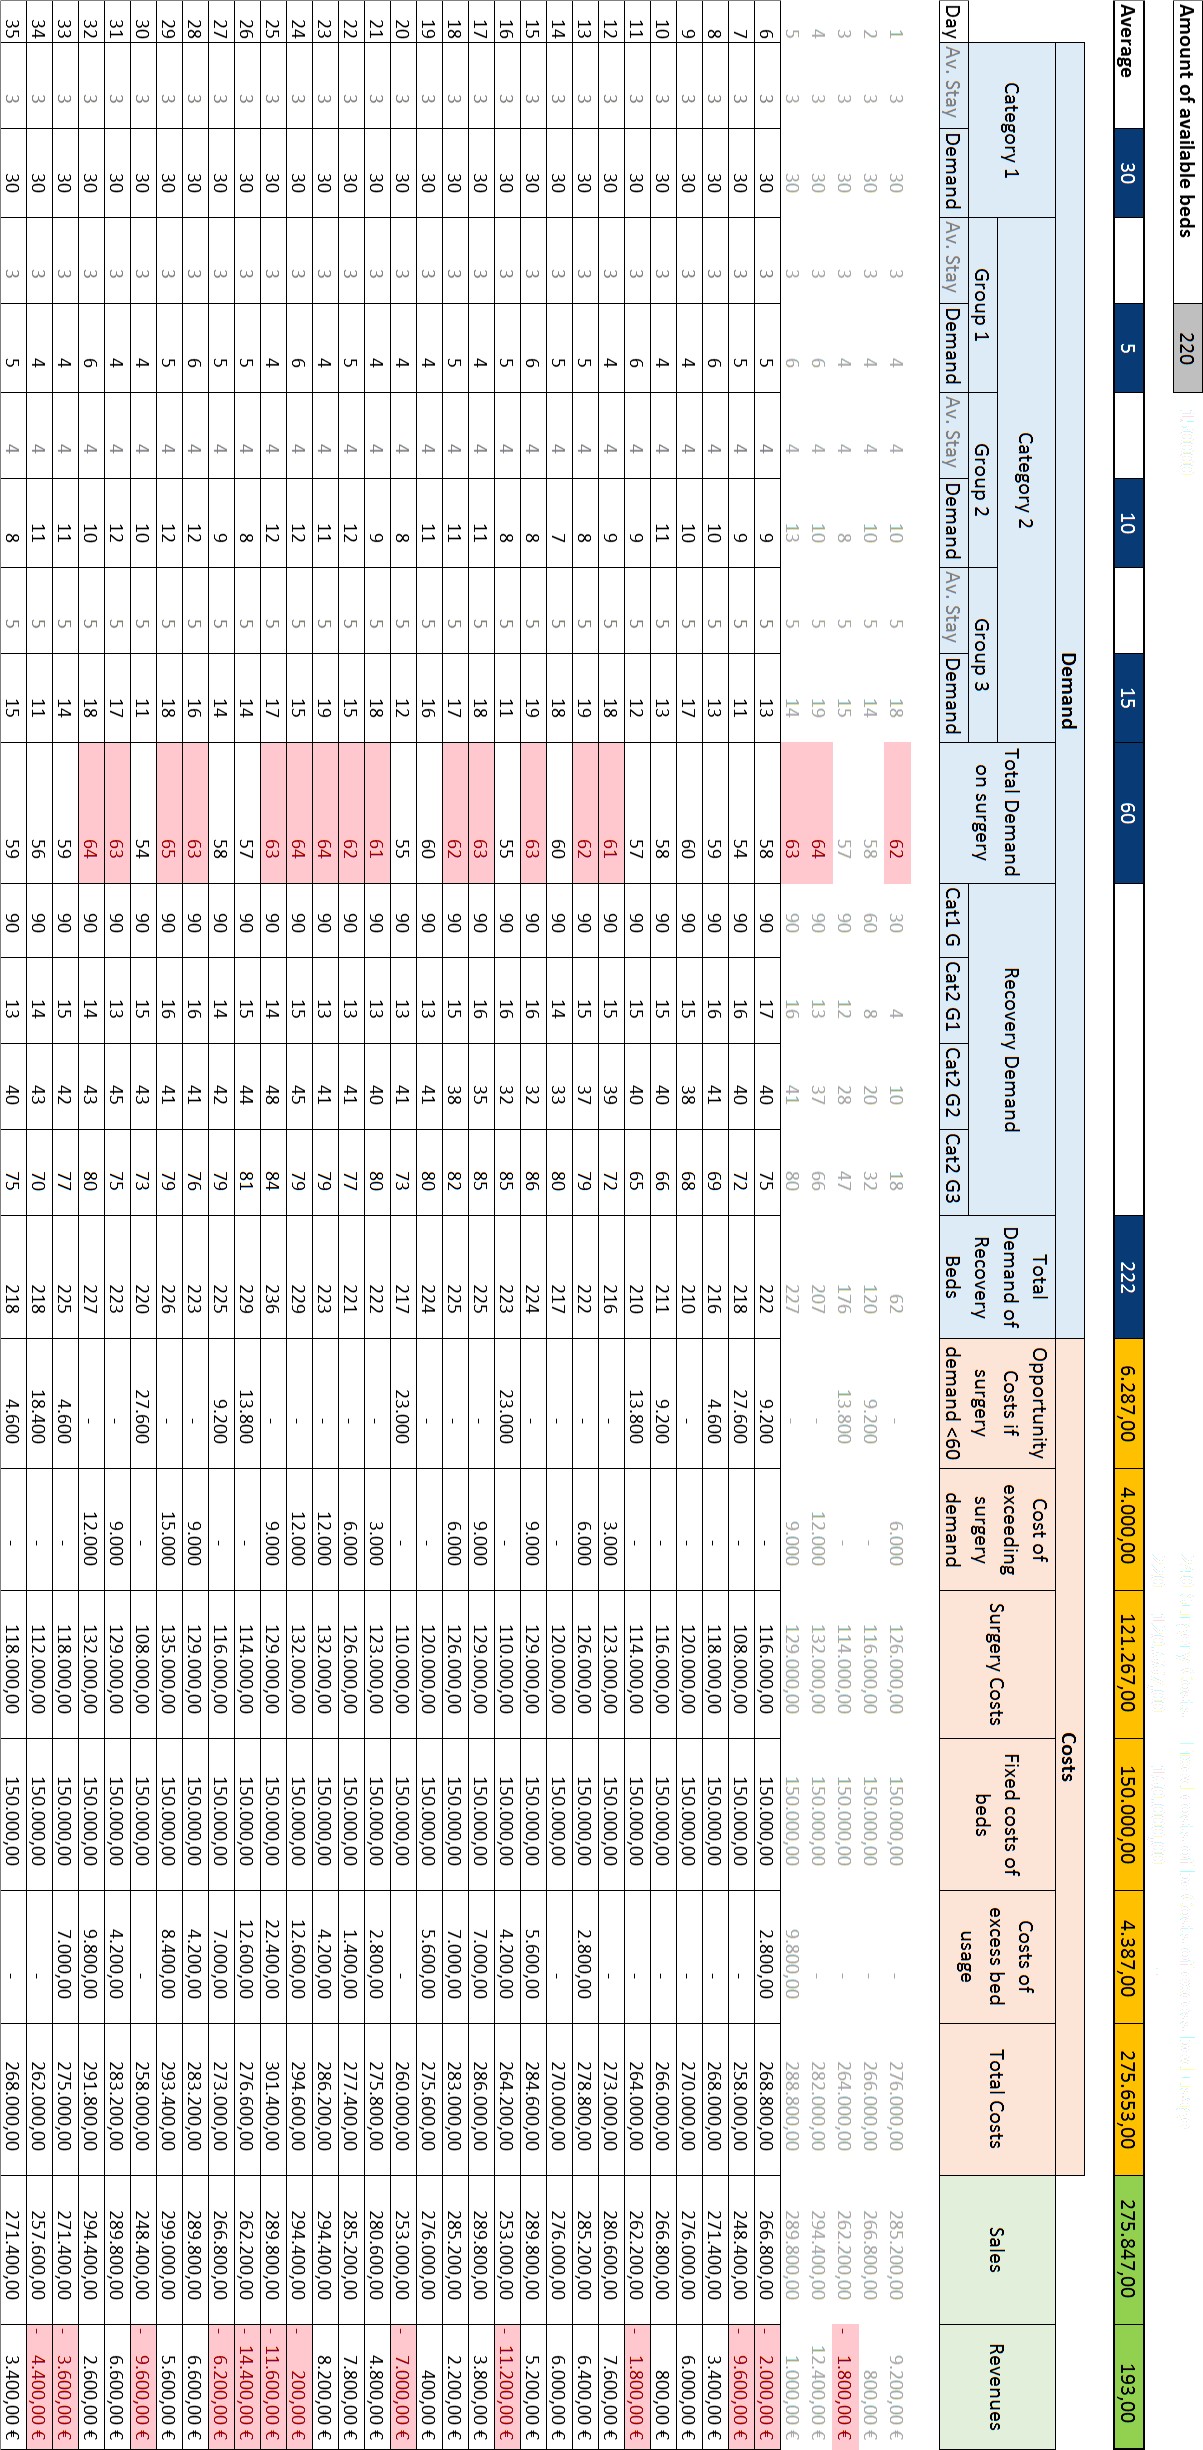 Amount of available beds 220
Average 30 5 10 15 60 222 6.287,00 4.000,00 121.267,00 150.000,00 4.387,00 275.653,00 275.847,00 193,00
Demand Costs
Category 1 Category 2 Total Demand on surgery Recovery Demand Total Demand of Recovery Beds Opportunity Costs if surgery demand <60 Cost of exceeding surgery demand Surgery Costs Fixed costs of beds Costs of excess bed usage Total Costs Sales Revenues
Group 1 Group 2 Group 3
Day Av. Stay Demand Av. Stay Demand Av. Stay Demand Av. Stay Demand Cat1 G Cat2 G1 Cat2 G2 Cat2 G3
1 3 30 3 4 4 10 5 18 62 30 4 10 18 62 - 6.000 126.000,00 150.000,00 - 276.000,00 285.200,00 9.200,00 €
2 3 30 3 4 4 10 5 14 58 60 8 20 32 120 9.200 - 116.000,00 150.000,00 - 266.000,00 266.800,00 800,00 €
3 3 30 3 4 4 8 5 15 57 90 12 28 47 176 13.800 - 114.000,00 150.000,00 - 264.000,00 262.200,00 - 1.800,00 €
4 3 30 3 6 4 10 5 19 64 90 13 37 66 207 - 12.000 132.000,00 150.000,00 - 282.000,00 294.400,00 12.400,00 €
5 3 30 3 6 4 13 5 14 63 90 16 41 80 227 - 9.000 129.000,00 150.000,00 9.800,00 288.800,00 289.800,00 1.000,00 €
6 3 30 3 5 4 9 5 13 58 90 17 40 75 222 9.200 - 116.000,00 150.000,00 2.800,00 268.800,00 266.800,00 - 2.000,00 €
7 3 30 3 5 4 9 5 11 54 90 16 40 72 218 27.600 - 108.000,00 150.000,00 - 258.000,00 248.400,00 - 9.600,00 €
8 3 30 3 6 4 10 5 13 59 90 16 41 69 216 4.600 - 118.000,00 150.000,00 - 268.000,00 271.400,00 3.400,00 €
9 3 30 3 4 4 10 5 17 60 90 15 38 68 210 - - 120.000,00 150.000,00 - 270.000,00 276.000,00 6.000,00 €
10 3 30 3 4 4 11 5 13 58 90 15 40 66 211 9.200 - 116.000,00 150.000,00 - 266.000,00 266.800,00 800,00 €
11 3 30 3 6 4 9 5 12 57 90 15 40 65 210 13.800 - 114.000,00 150.000,00 - 264.000,00 262.200,00 - 1.800,00 €
12 3 30 3 4 4 9 5 18 61 90 15 39 72 216 - 3.000 123.000,00 150.000,00 - 273.000,00 280.600,00 7.600,00 €
13 3 30 3 5 4 8 5 19 62 90 15 37 79 222 - 6.000 126.000,00 150.000,00 2.800,00 278.800,00 285.200,00 6.400,00 €
14 3 30 3 5 4 7 5 18 60 90 14 33 80 217 - - 120.000,00 150.000,00 - 270.000,00 276.000,00 6.000,00 €
15 3 30 3 6 4 8 5 19 63 90 16 32 86 224 - 9.000 129.000,00 150.000,00 5.600,00 284.600,00 289.800,00 5.200,00 €
16 3 30 3 5 4 8 5 11 55 90 16 32 85 223 23.000 - 110.000,00 150.000,00 4.200,00 264.200,00 253.000,00 - 11.200,00 €
17 3 30 3 4 4 11 5 18 63 90 16 35 85 225 - 9.000 129.000,00 150.000,00 7.000,00 286.000,00 289.800,00 3.800,00 €
18 3 30 3 5 4 11 5 17 62 90 15 38 82 225 - 6.000 126.000,00 150.000,00 7.000,00 283.000,00 285.200,00 2.200,00 €
19 3 30 3 4 4 11 5 16 60 90 13 41 80 224 - - 120.000,00 150.000,00 5.600,00 275.600,00 276.000,00 400,00 €
20 3 30 3 4 4 8 5 12 55 90 13 41 73 217 23.000 - 110.000,00 150.000,00 - 260.000,00 253.000,00 - 7.000,00 €
21 3 30 3 4 4 9 5 18 61 90 13 40 80 222 - 3.000 123.000,00 150.000,00 2.800,00 275.800,00 280.600,00 4.800,00 €
22 3 30 3 5 4 12 5 15 62 90 13 41 77 221 - 6.000 126.000,00 150.000,00 1.400,00 277.400,00 285.200,00 7.800,00 €
23 3 30 3 4 4 11 5 19 64 90 13 41 79 223 - 12.000 132.000,00 150.000,00 4.200,00 286.200,00 294.400,00 8.200,00 €
24 3 30 3 6 4 12 5 15 64 90 15 45 79 229 - 12.000 132.000,00 150.000,00 12.600,00 294.600,00 294.400,00 - 200,00 €
25 3 30 3 4 4 12 5 17 63 90 14 48 84 236 - 9.000 129.000,00 150.000,00 22.400,00 301.400,00 289.800,00 - 11.600,00 €
26 3 30 3 5 4 8 5 14 57 90 15 44 81 229 13.800 - 114.000,00 150.000,00 12.600,00 276.600,00 262.200,00 - 14.400,00 €
27 3 30 3 5 4 9 5 14 58 90 14 42 79 225 9.200 - 116.000,00 150.000,00 7.000,00 273.000,00 266.800,00 - 6.200,00 €
28 3 30 3 6 4 12 5 16 63 90 16 41 76 223 - 9.000 129.000,00 150.000,00 4.200,00 283.200,00 289.800,00 6.600,00 €
29 3 30 3 5 4 12 5 18 65 90 16 41 79 226 - 15.000 135.000,00 150.000,00 8.400,00 293.400,00 299.000,00 5.600,00 €
30 3 30 3 4 4 10 5 11 54 90 15 43 73 220 27.600 - 108.000,00 150.000,00 - 258.000,00 248.400,00 - 9.600,00 €
31 3 30 3 4 4 12 5 17 63 90 13 45 75 223 - 9.000 129.000,00 150.000,00 4.200,00 283.200,00 289.800,00 6.600,00 €
32 3 30 3 6 4 10 5 18 64 90 14 43 80 227 - 12.000 132.000,00 150.000,00 9.800,00 291.800,00 294.400,00 2.600,00 €
33 3 30 3 4 4 11 5 14 59 90 15 42 77 225 4.600 - 118.000,00 150.000,00 7.000,00 275.000,00 271.400,00 - 3.600,00 €
34 3 30 3 4 4 11 5 11 56 90 14 43 70 218 18.400 - 112.000,00 150.000,00 - 262.000,00 257.600,00 - 4.400,00 €
35 3 30 3 5 4 8 5 15 59 90 13 40 75 218 4.600 - 118.000,00 150.000,00 - 268.000,00 271.400,00 3.400,00 €